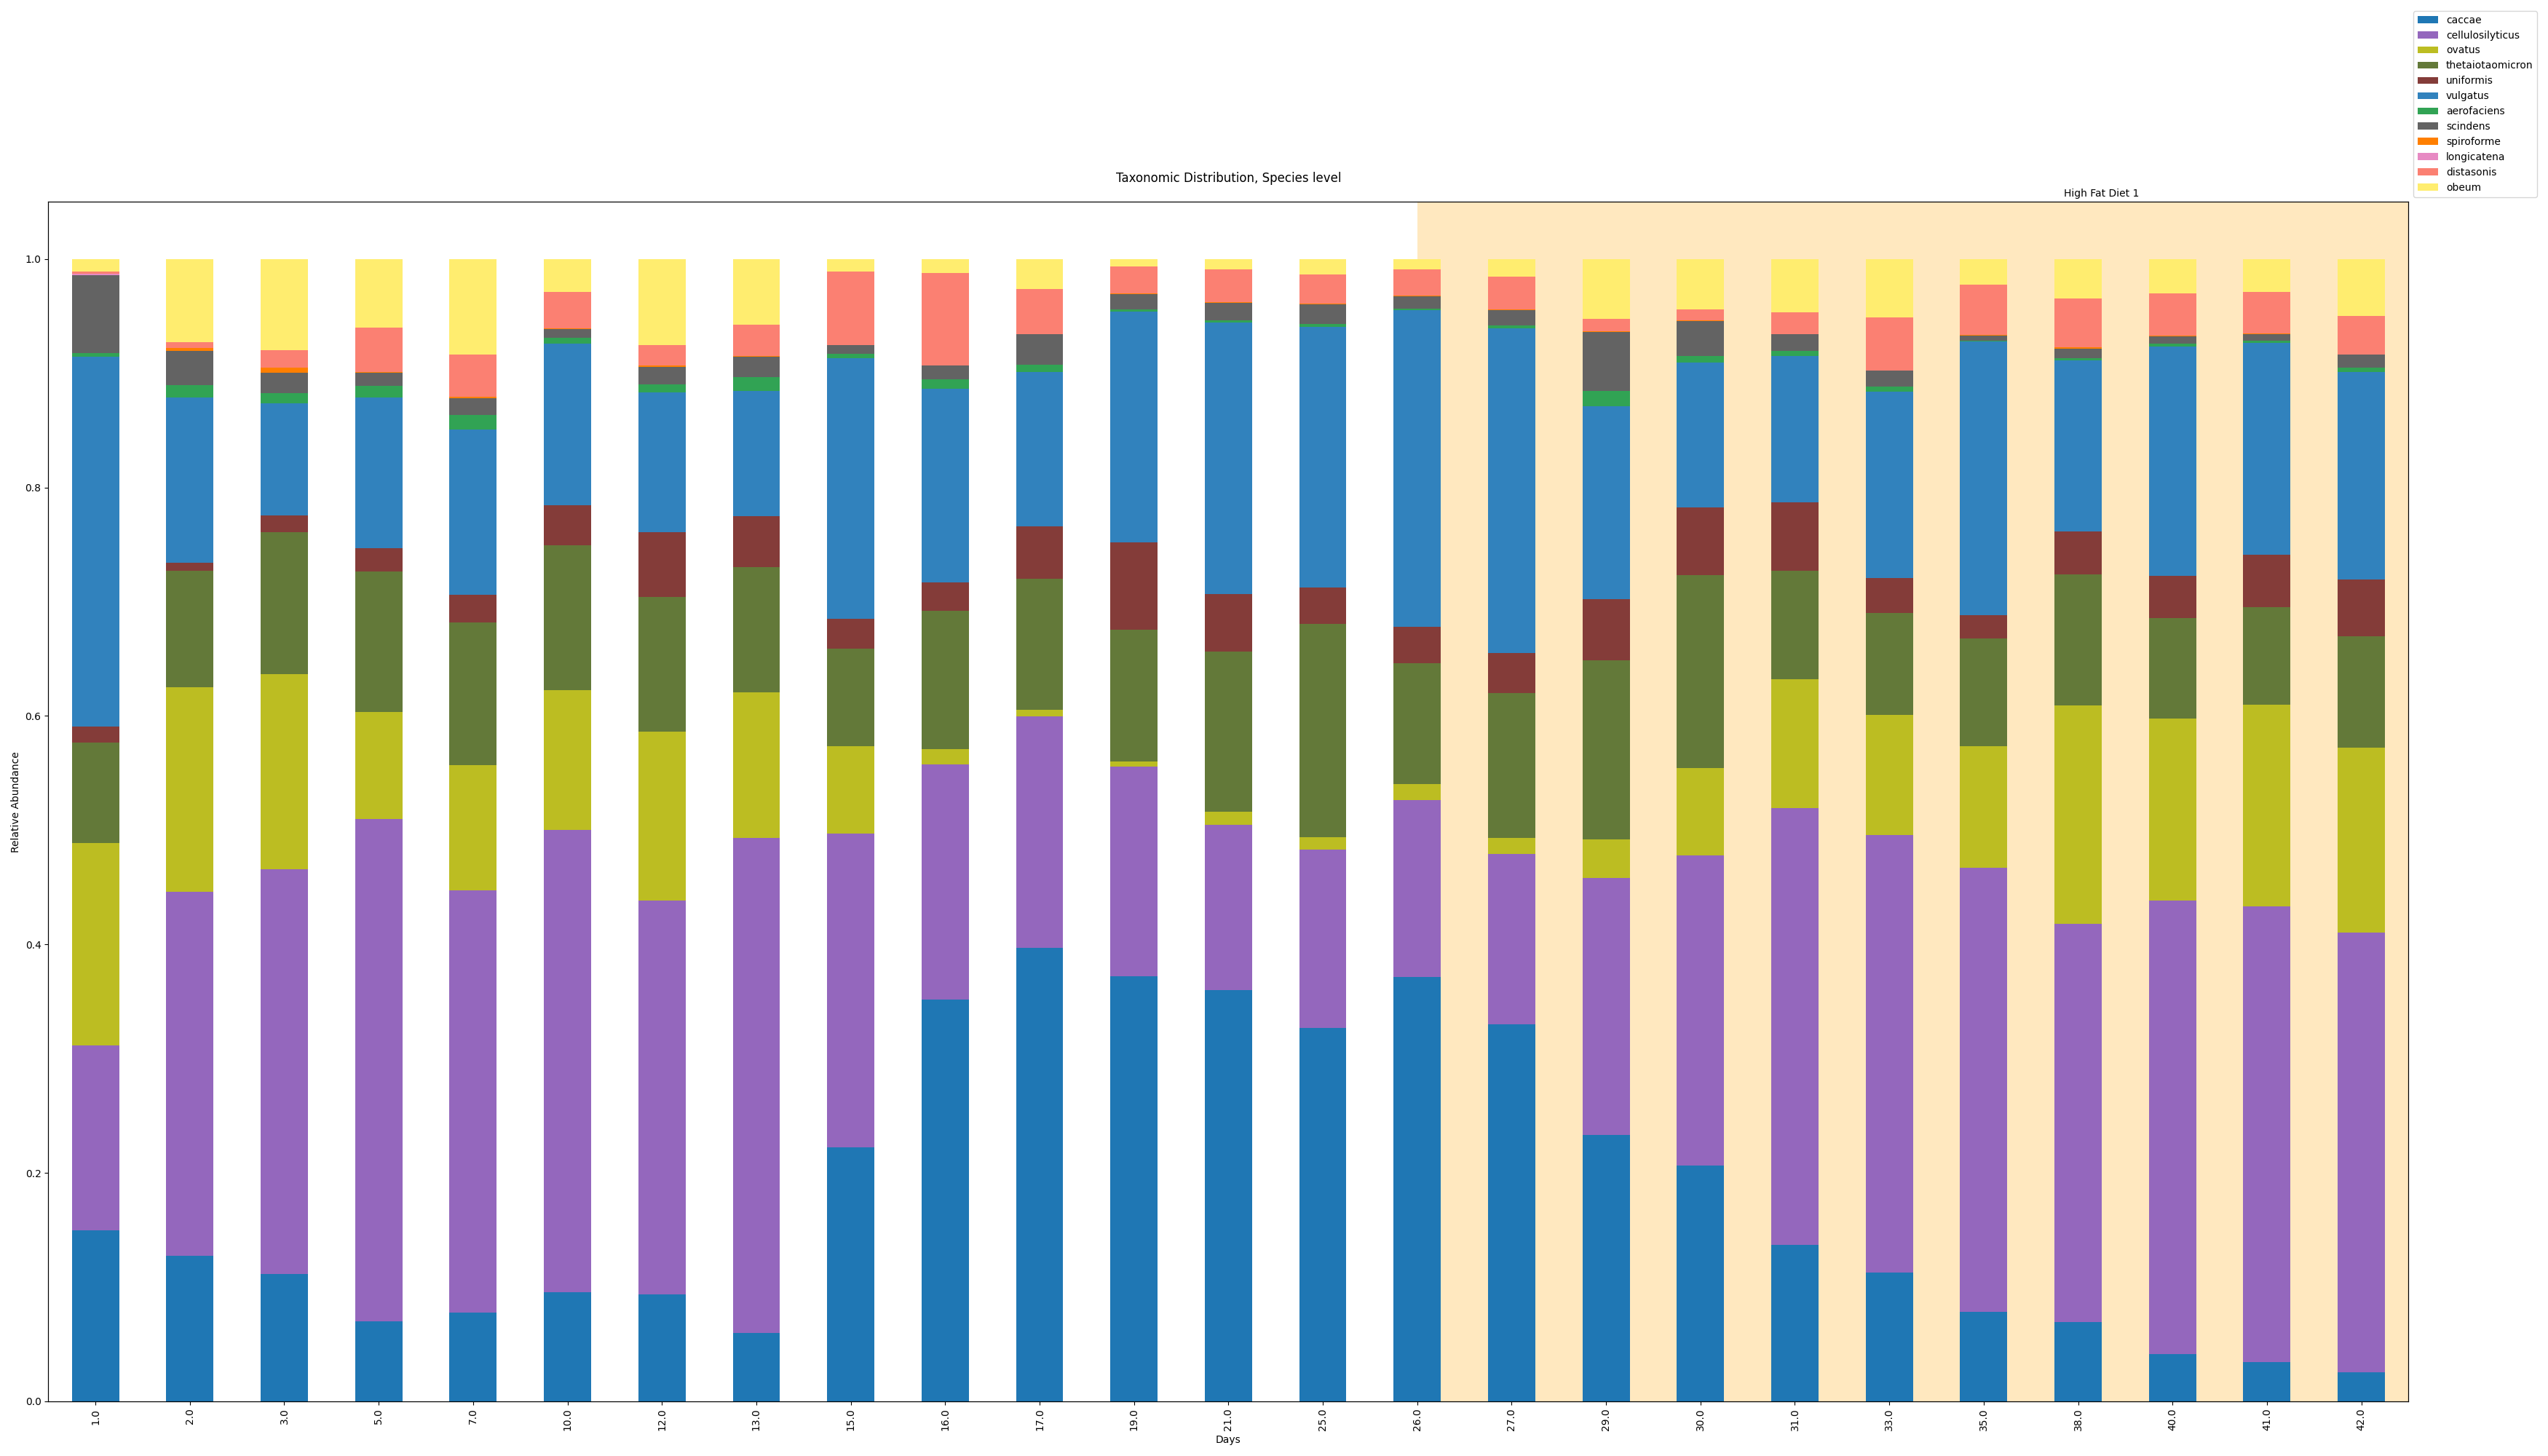 caccae
cellulosilyticus
ovatus
thetaiotaomicron
uniformis
vulgatus
aerofaciens
scindens
spiroforme
longicatena
distasonis
obeum
Taxonomic Distribution, Species level
High Fat Diet 1
1.0
0.8
0.6
0.4
0.2
0.0
Relative Abundance
1.0 2.0 3.0 5.0 7.0 10.0 12.0 13.0 15.0 16.0 17.0 19.0 21.0 25.0 26.0 27.0 29.0 30.0 31.0 33.0 35.0 38.0 40.0 41.0 42.0
Days